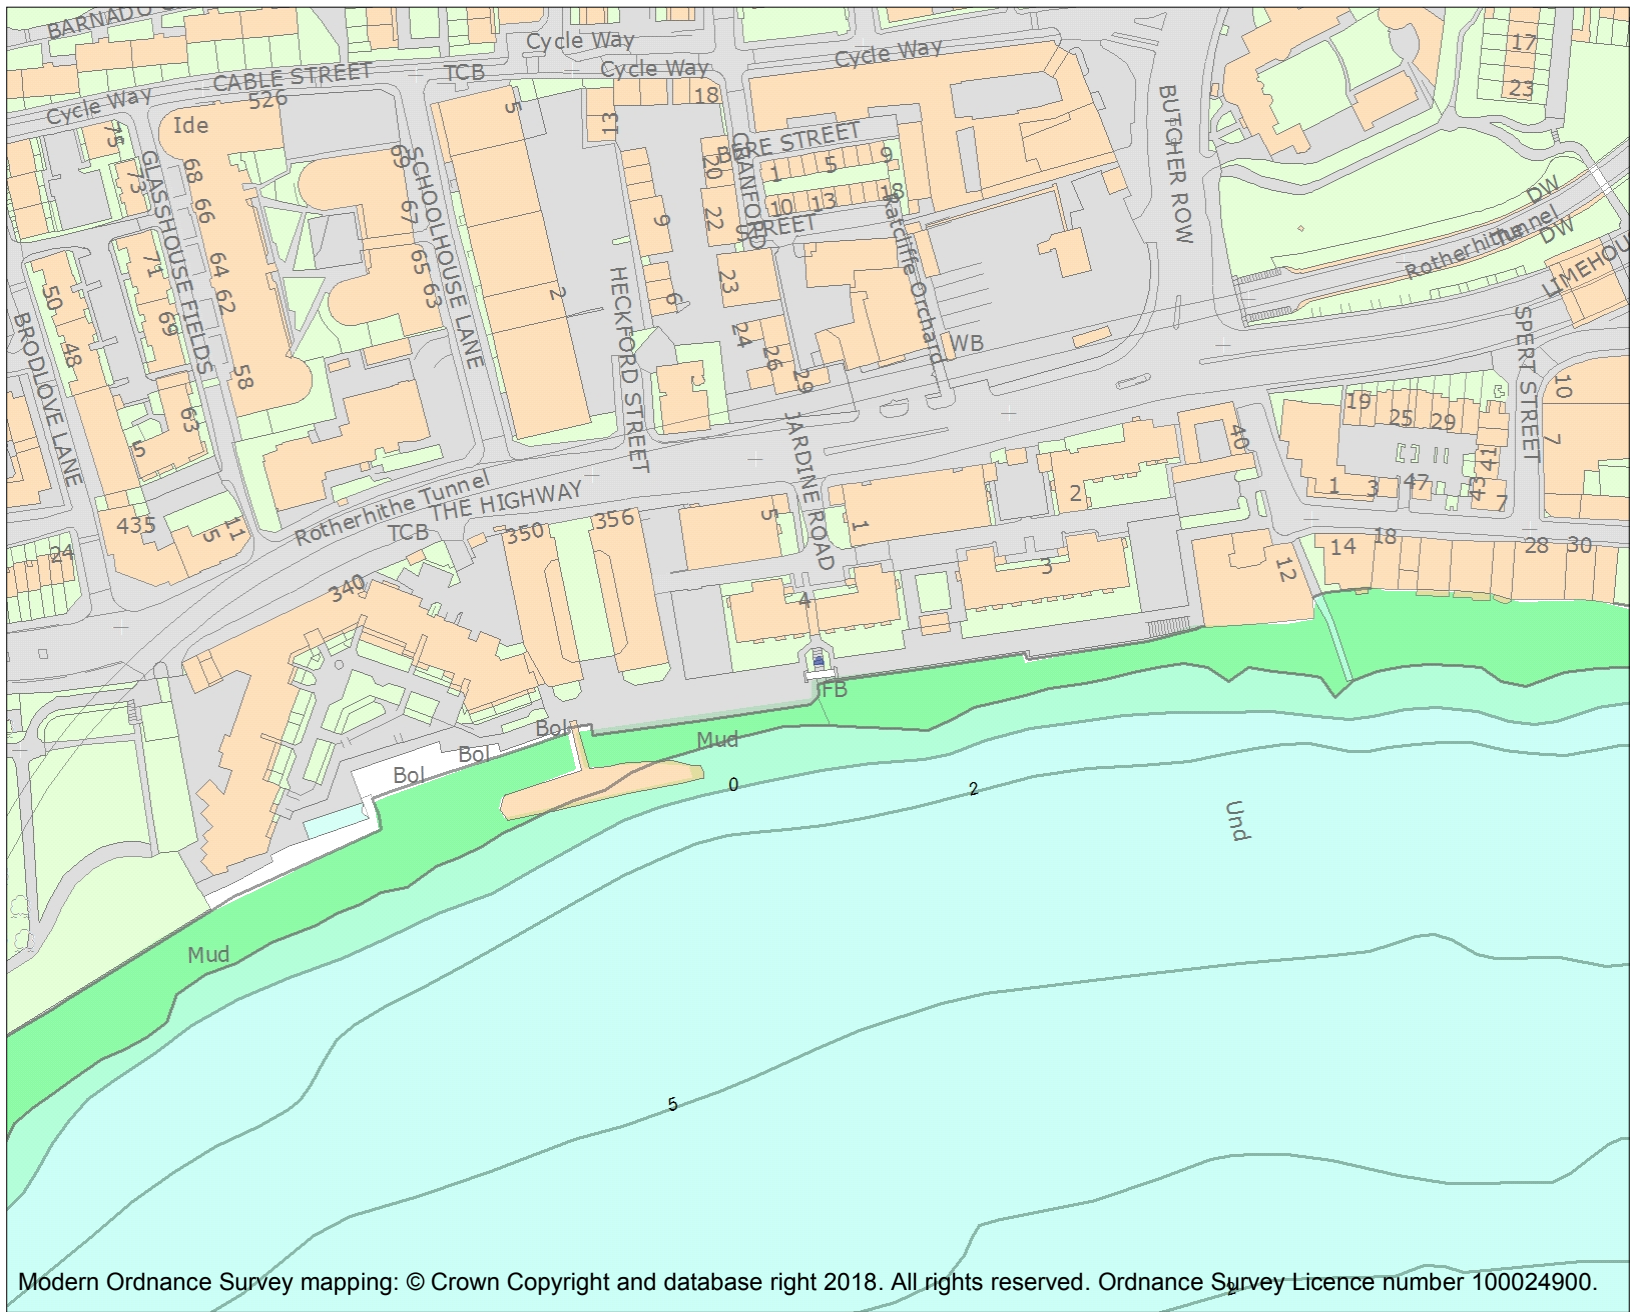 BARNADO
Cycle Way
Cycle Way
Cycle Way
CABLE STREET
TCB
526
Cycle Way
18
17
23
BUTCHER ROW
Ide
75
5
13
BERE STREET
68
69
20
CRANFORD
STREET
1
5
9
73
66
67
SCHOOLHOUSE LANE
GLASSHOUSE FIELDS
22
9
10
13
18
Ratcliffe Orchard
DW
DW
Rotherhithe Tunnel
LIMEHOU
71
64
62
65
63
50
2
HECKFORD STREET
6
23
69
48
BRODLOVE LANE
24
26
29
WB
SPERT STREET
58
63
5
10
19
25
29
7
JARDINE ROAD
40
41
43
1
3
47
7
2
Rotherhithe Tunnel
THE HIGHWAY
TCB
435
5
11
24
350
356
5
1
14
18
28
30
12
3
340
4
FB
Bol
Bol
Bol
Mud
0
2
Und
Mud
5
2
Modern Ordnance Survey mapping: © Crown Copyright and database right 2018. All rights reserved. Ordnance Survey Licence number 100024900.